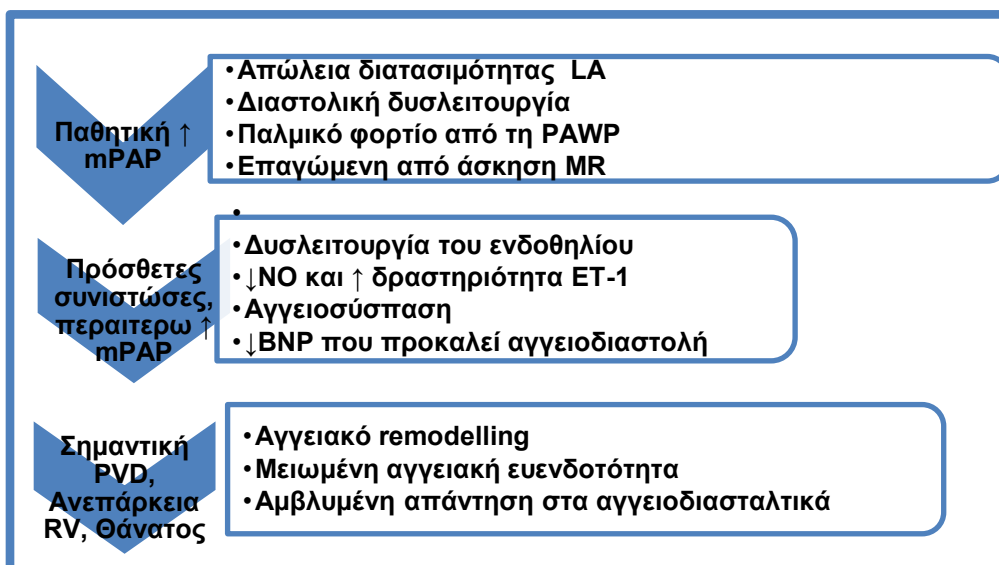 Παθητική ↑
mPAP
•Απώλεια διατασιμότητας LA
•Διαστολική δυσλειτουργία
•Παλμικό φορτίο από τη PAWP
•Επαγώμενη από άσκηση MR
Πρόσθετες
συνιστώσες,
περαιτερω ↑
mPAP
•
•Δυσλειτουργία του ενδοθηλίου
•↓NO και ↑ δραστηριότητα ET-1
•Αγγειοσύσπαση
•↓BNP που προκαλεί αγγειοδιαστολή
Σημαντική
PVD,
Ανεπάρκεια
RV, Θάνατος
•Αγγειακό remodelling
•Μειωμένη αγγειακή ευενδοτότητα
•Αμβλυμένη απάντηση στα αγγειοδιασταλτικά